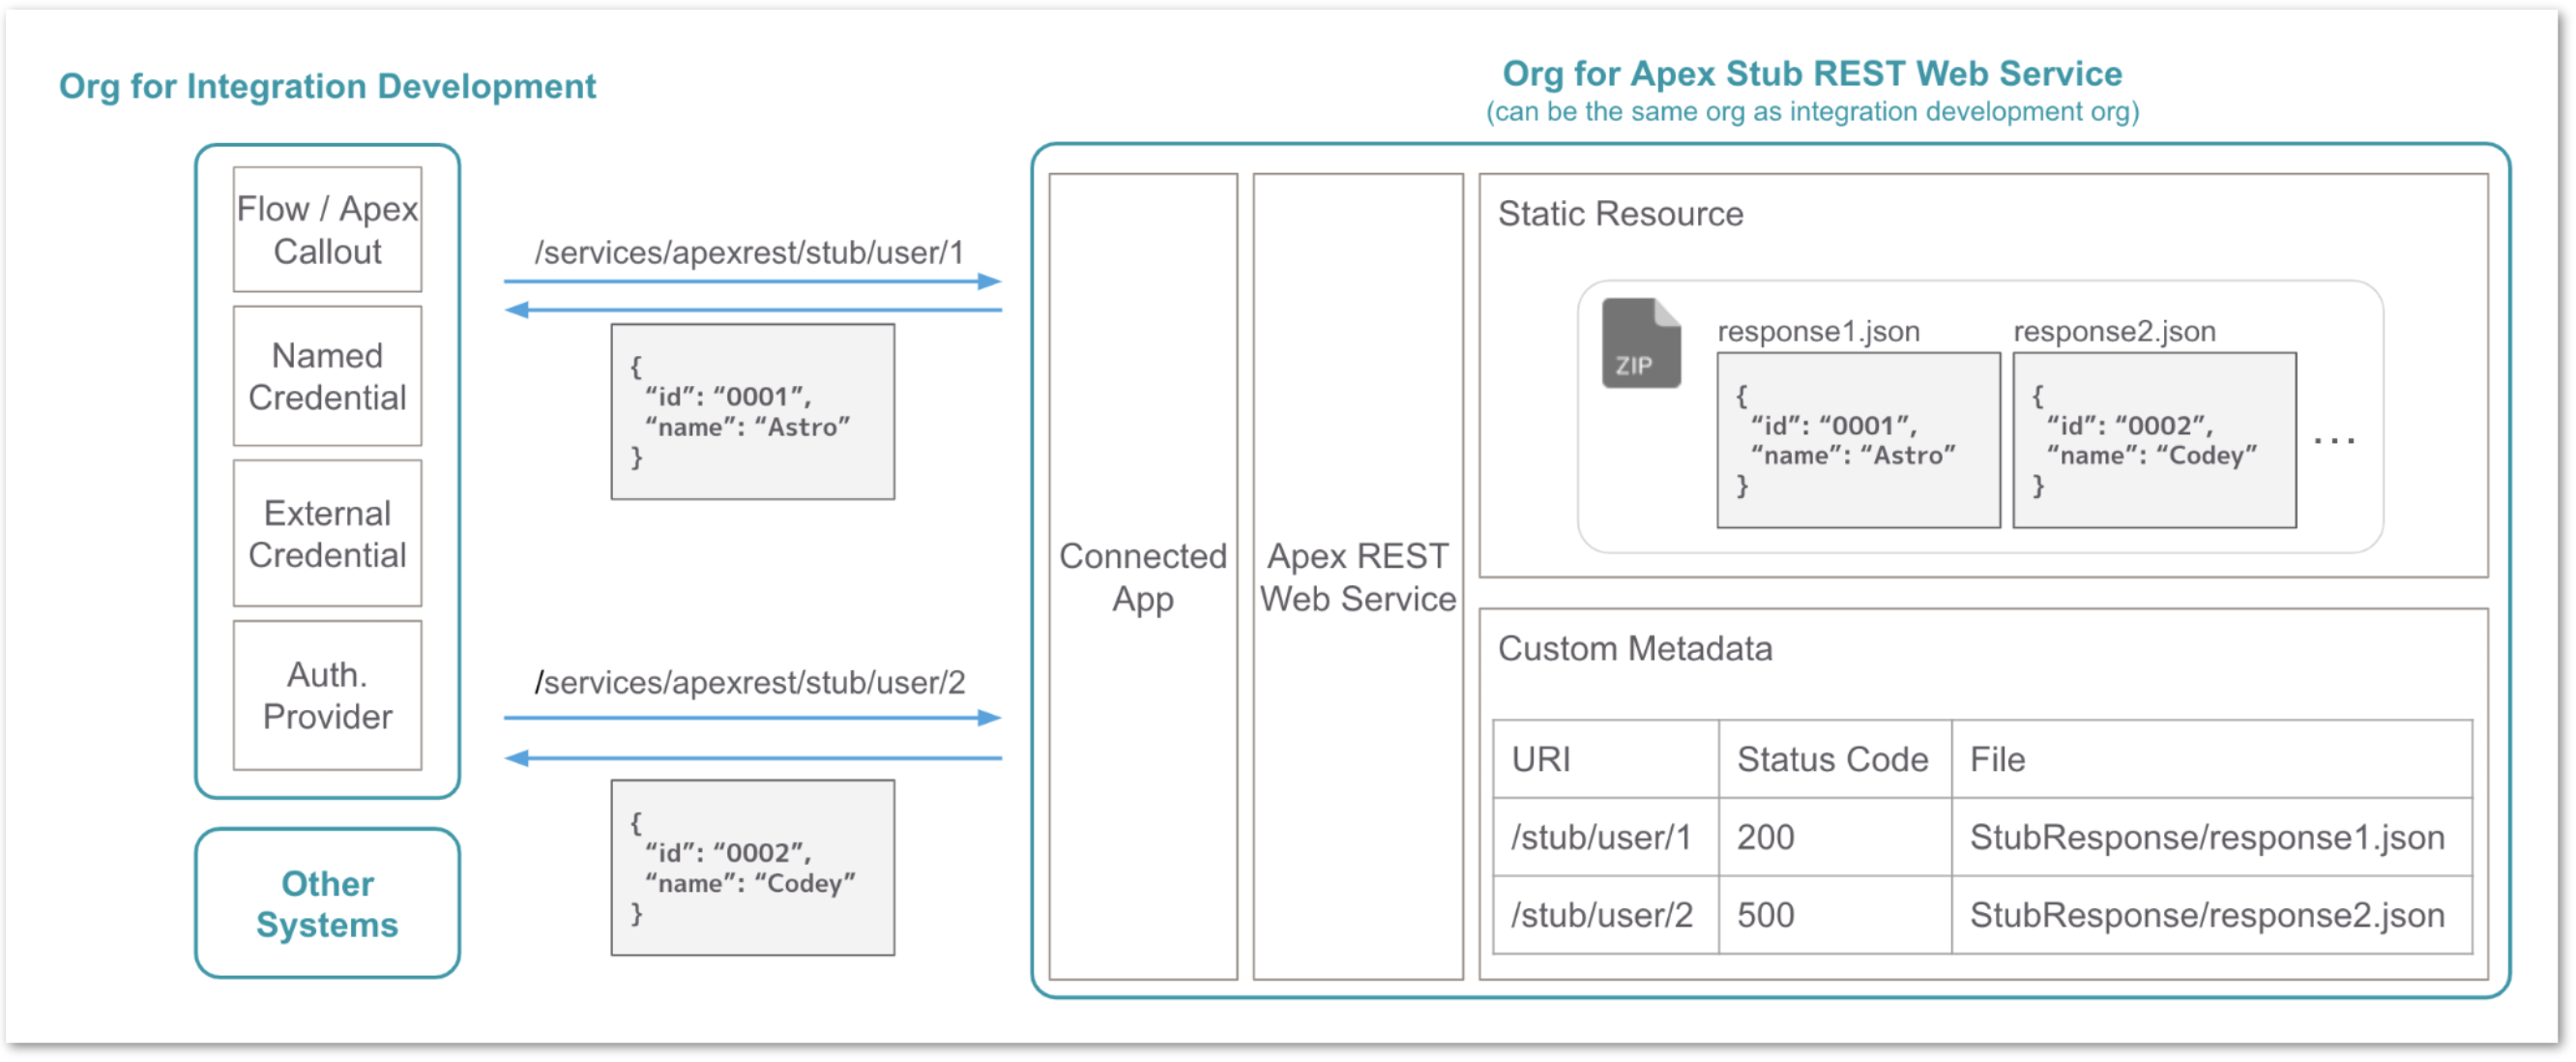 Org for Integration Development
Flow / Apex
Callout
Named
Credential
External
Credential
Auth.
Provider
Other
Systems
/services/apexrest/stub/user/1
{
“id”: “0001”,
“name”: “Astro”
}
/services/apexrest/stub/user/2
{
“id”: “0002”,
“name”: “Codey”
}
Org for Apex Stub REST Web Service
(can be the same org as integration development org)
Connected
App
Apex REST
Web Service
Static Resource
ZIP
response1.json
{
“id”: “0001”,
“name”: “Astro”
}
response2.json
{
“id”: “0002”,
“name”: “Codey”
}
...
Custom Metadata
URI Status Code File
/stub/user/1 200 StubResponse/response1.json
/stub/user/2 500 StubResponse/response2.json